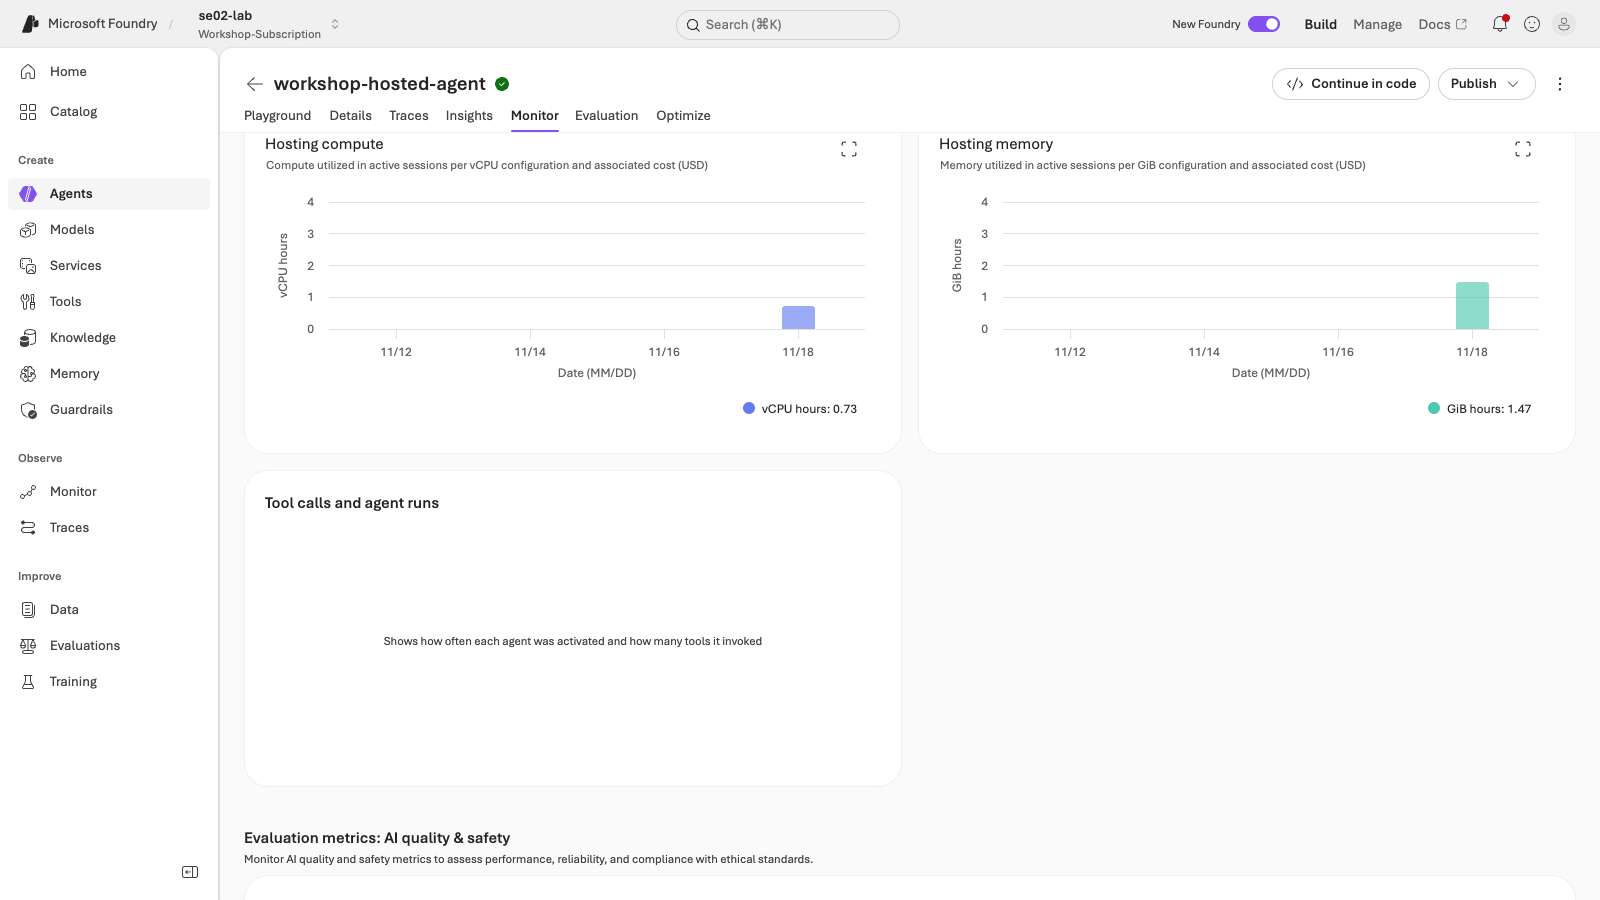 Microsoft Foundry / se02-lab
Workshop-Subscription
Search (⌘K)
New Foundry
Build
Manage
Docs
Home
Catalog
Create
Agents
Models
Services
Tools
Knowledge
Memory
Guardrails
Observe
Monitor
Traces
Improve
Data
Evaluations
Training
workshop-hosted-agent
Continue in code
Publish
Playground Details Traces Insights Monitor Evaluation Optimize
Hosting compute
Compute utilized in active sessions per vCPU configuration and associated cost (USD)
vCPU hours
4
3
2
1
0
11/12 11/14 11/16 11/18
Date (MM/DD)
vCPU hours: 0.73
Hosting memory
Memory utilized in active sessions per GiB configuration and associated cost (USD)
GiB hours
4
3
2
1
0
11/12 11/14 11/16 11/18
Date (MM/DD)
GiB hours: 1.47
Tool calls and agent runs
Shows how often each agent was activated and how many tools it invoked
Evaluation metrics: AI quality & safety
Monitor AI quality and safety metrics to assess performance, reliability, and compliance with ethical standards.